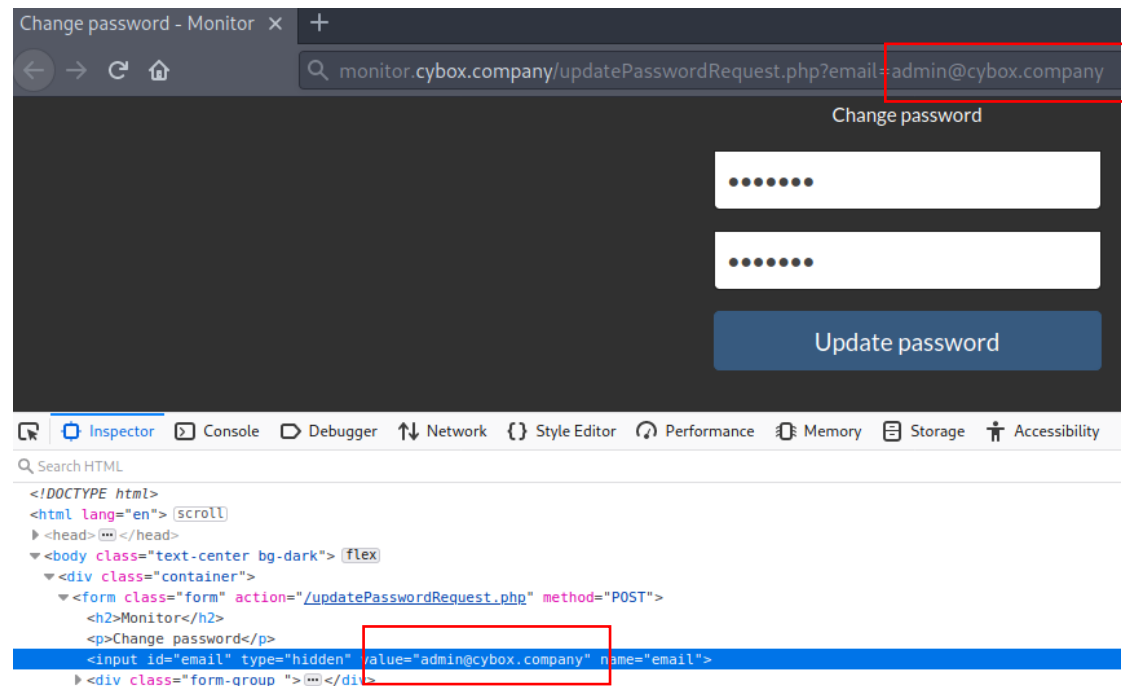 Change password - Monitor × +
monitor.cybox.company/updatePasswordRequest.php?email=admin@cybox.company
Change password
•••••••
•••••••
Update password
Inspector Console Debugger Network {} Style Editor Performance Memory Storage Accessibility
Search HTML
<!DOCTYPE html>
<html lang="en"> scroll
<head> ••• </head>
<body class="text-center bg-dark"> flex
<div class="container">
<form class="form" action="/updatePasswordRequest.php" method="POST">
<h2>Monitor</h2>
<p>Change password</p>
<input id="email" type="hidden" value="admin@cybox.company" name="email">
<div class="form-group "> ••• </div>